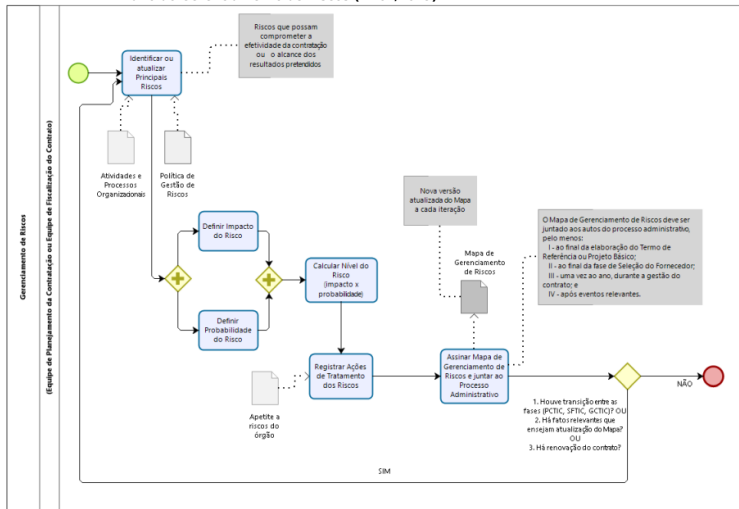 Gerenciamento de Riscos
(Equipe de Planejamento da Contratação ou Equipe de Fiscalização do Contrato)
Identificar ou
atualizar
Principais
Riscos
Riscos que possam
comprometer a
efetividade da contratação
ou o alcance dos
resultados pretendidos
Atividades e
Processos
Organizacionais
Política de
Gestão de
Riscos
Definir Impacto
do Risco
Definir
Probabilidade
do Risco
Calcular Nível do
Risco
(impacto x
probabilidade)
Registrar Ações
de Tratamento
dos Riscos
Apetite a
riscos do
órgão
Nova versão
atualizada do Mapa
a cada iteração
Mapa de
Gerenciamento
de Riscos
Assinar Mapa de
Gerenciamento de
Riscos e juntar ao
Processo
Administrativo
O Mapa de Gerenciamento de Riscos deve ser
juntado aos autos do processo administrativo,
pelo menos:
I - ao final da elaboração do Termo de
Referência ou Projeto Básico;
II - ao final da fase de Seleção do Fornecedor;
III - uma vez ao ano, durante a gestão do
contrato; e
IV - após eventos relevantes.
NÃO
1. Houve transição entre as
fases (PCTIC, SFTIC, GCTIC)? OU
2. Há fatos relevantes que
ensejam atualização do Mapa?
OU
3. Há renovação do contrato?
SIM